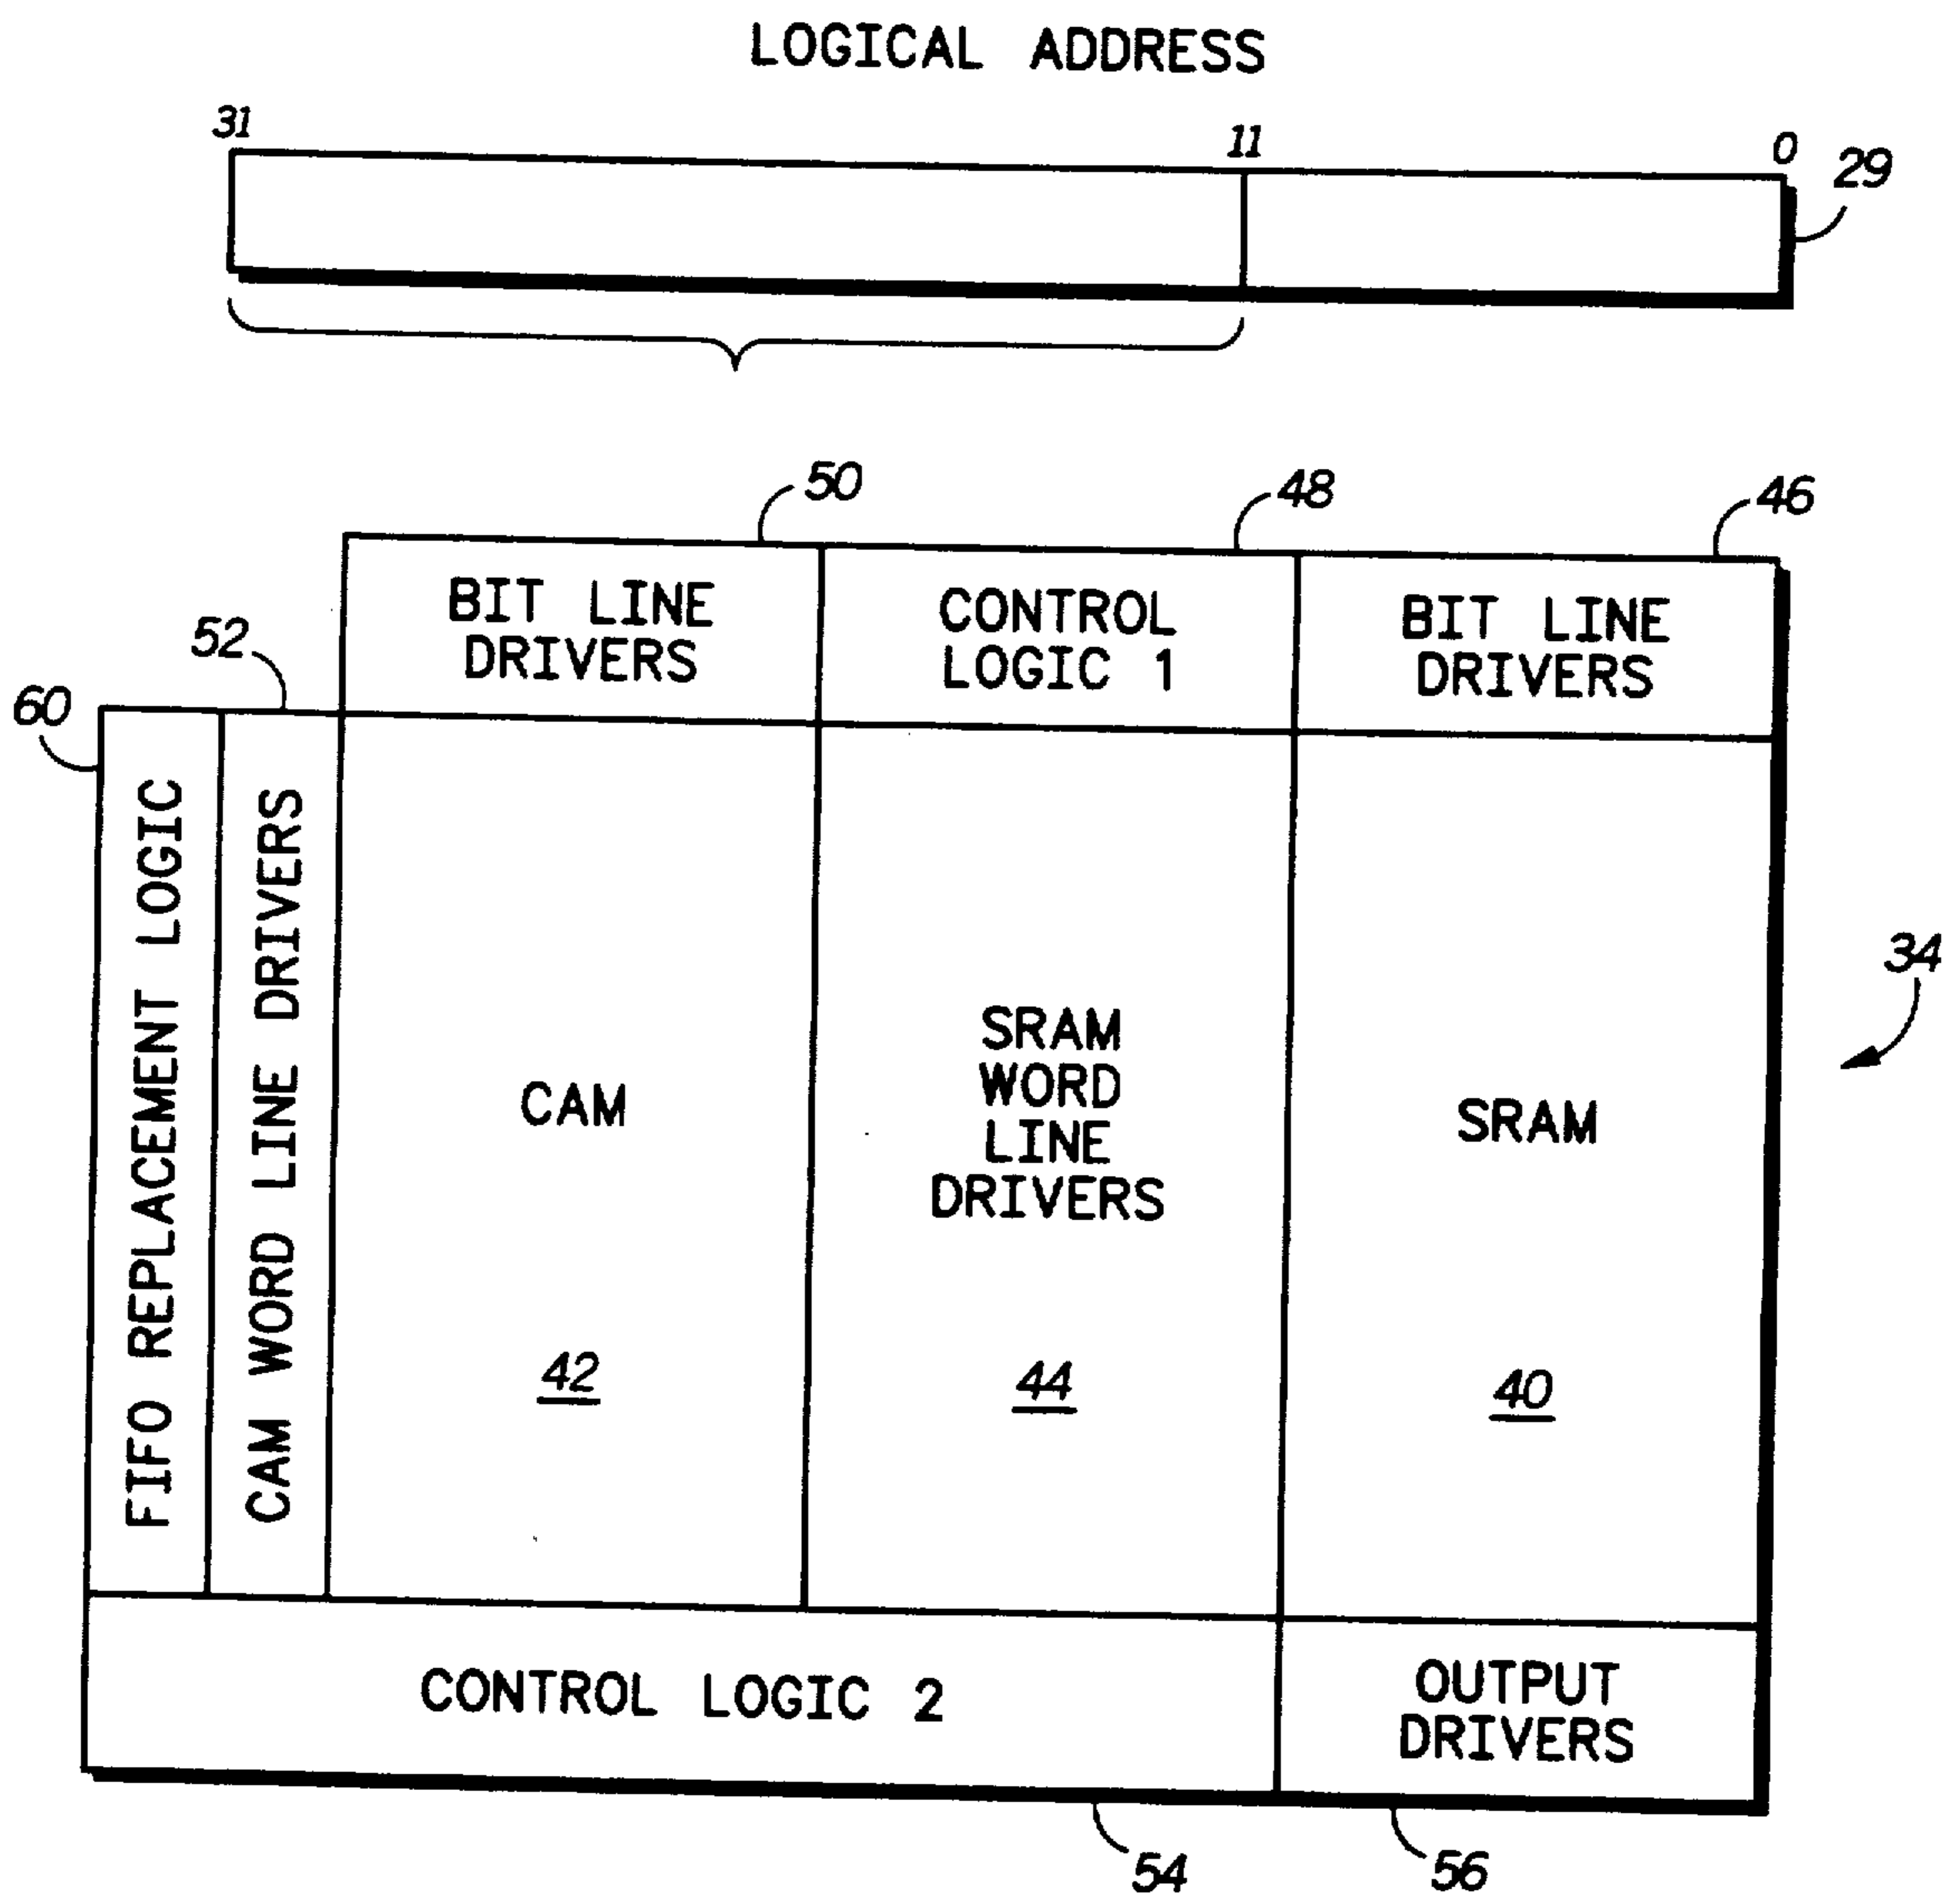 LOGICAL ADDRESS
31
11
0
29
50
48
46
BIT LINE
DRIVERS
CONTROL
LOGIC 1
BIT LINE
DRIVERS
52
60
FIFO REPLACEMENT LOGIC
CAM WORD LINE DRIVERS
CAM
SRAM
WORD
LINE
DRIVERS
SRAM
34
42
44
40
CONTROL LOGIC 2
OUTPUT
DRIVERS
54
56